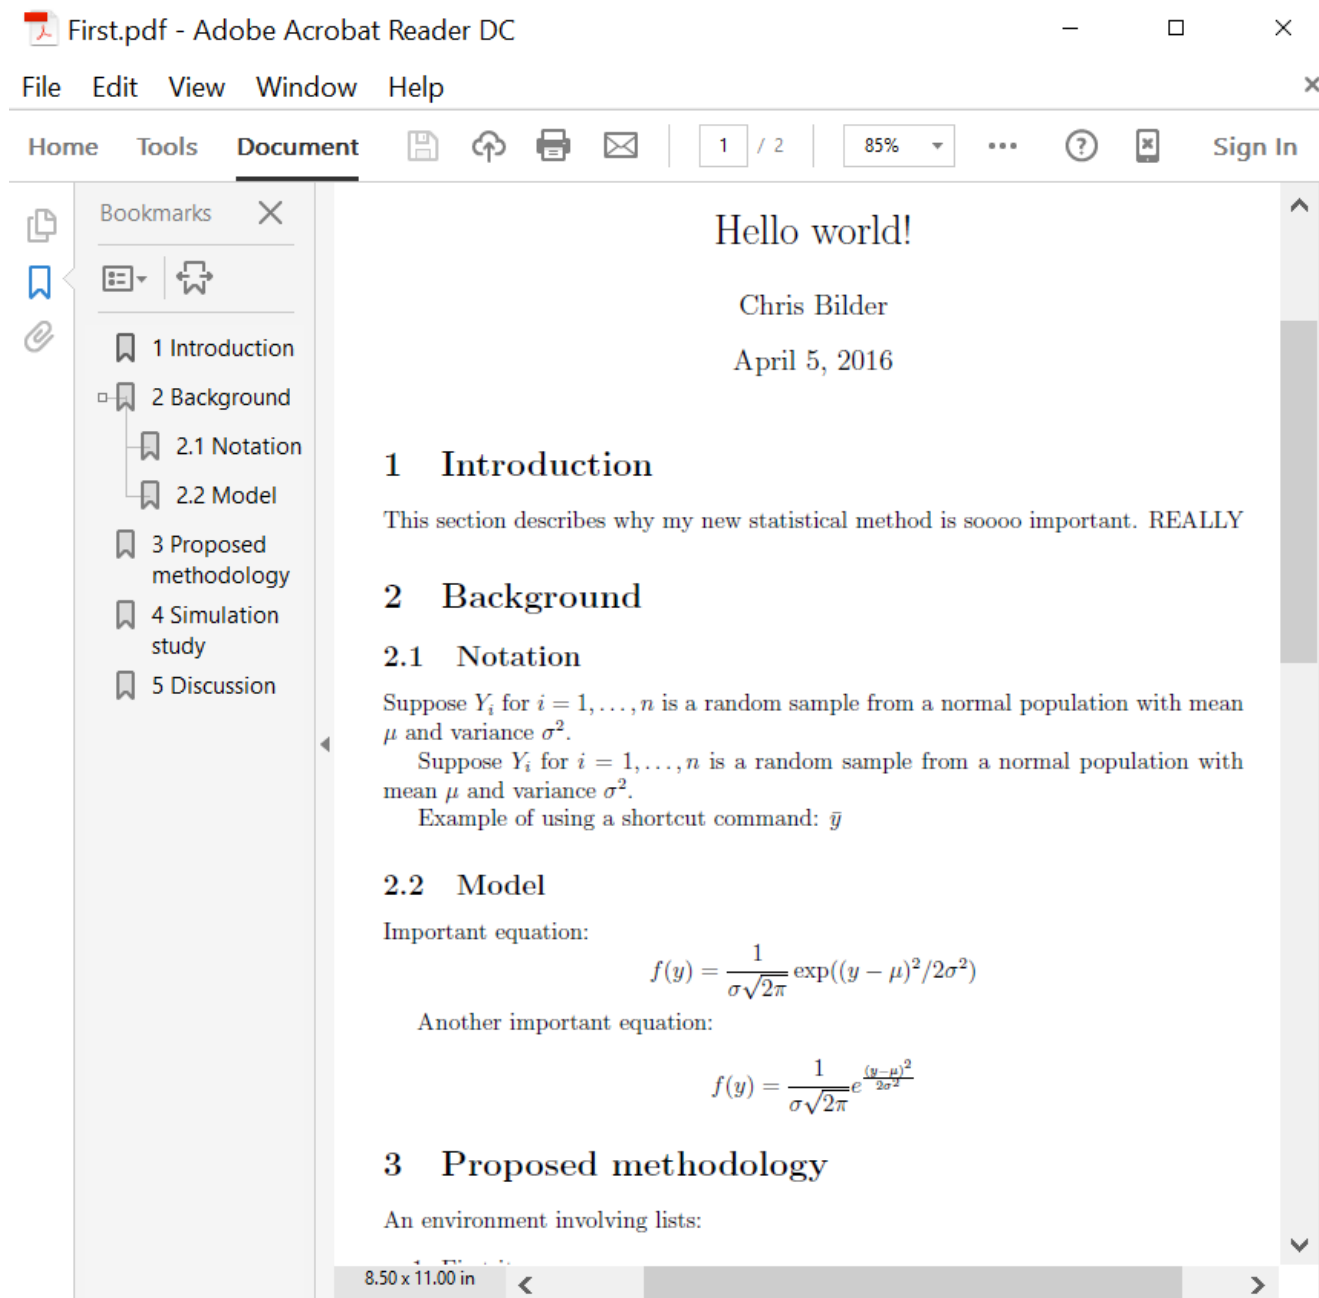 First.pdf - Adobe Acrobat Reader DC
File Edit View Window Help
Home Tools Document 1 / 2 85% Sign In
Bookmarks
1 Introduction
2 Background
2.1 Notation
2.2 Model
3 Proposed
methodology
4 Simulation
study
5 Discussion
Hello world!
Chris Bilder
April 5, 2016
1 Introduction
This section describes why my new statistical method is soooo important. REALLY
2 Background
2.1 Notation
Suppose Y_i for i = 1, . . . , n is a random sample from a normal population with mean
μ and variance σ².
Suppose Y_i for i = 1, . . . , n is a random sample from a normal population with
mean μ and variance σ².
Example of using a shortcut command: ȳ
2.2 Model
Important equation:
f(y) = 1/(σ√(2π)) exp((y − μ)²/2σ²)
Another important equation:
f(y) = 1/(σ√(2π)) e^((y−μ)²/(2σ²))
3 Proposed methodology
An environment involving lists:
8.50 x 11.00 in